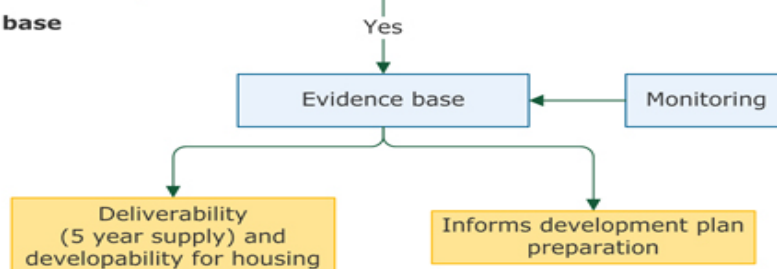 base
Yes
Evidence base
Monitoring
Deliverability
(5 year supply) and
developability for housing
Informs development plan
preparation